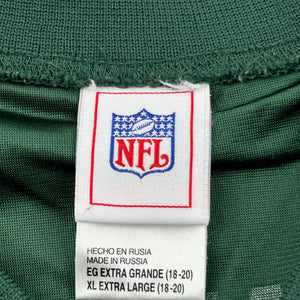 NFL
HECHO EN RUSIA
MADE IN RUSSIA
EG EXTRA GRANDE (18-20)
XL EXTRA LARGE (18-20)